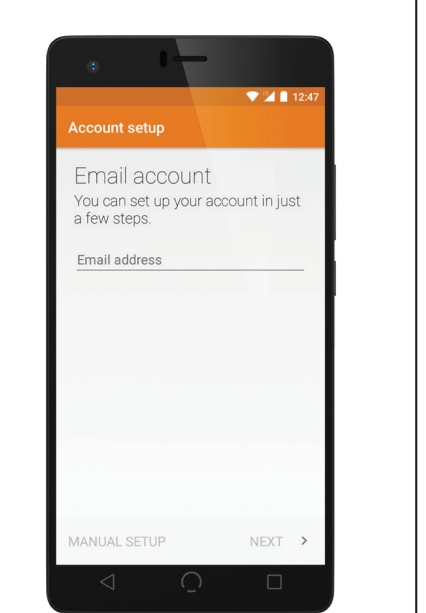 12:47
Account setup
Email account
You can set up your account in just
a few steps.
Email address
MANUAL SETUP NEXT